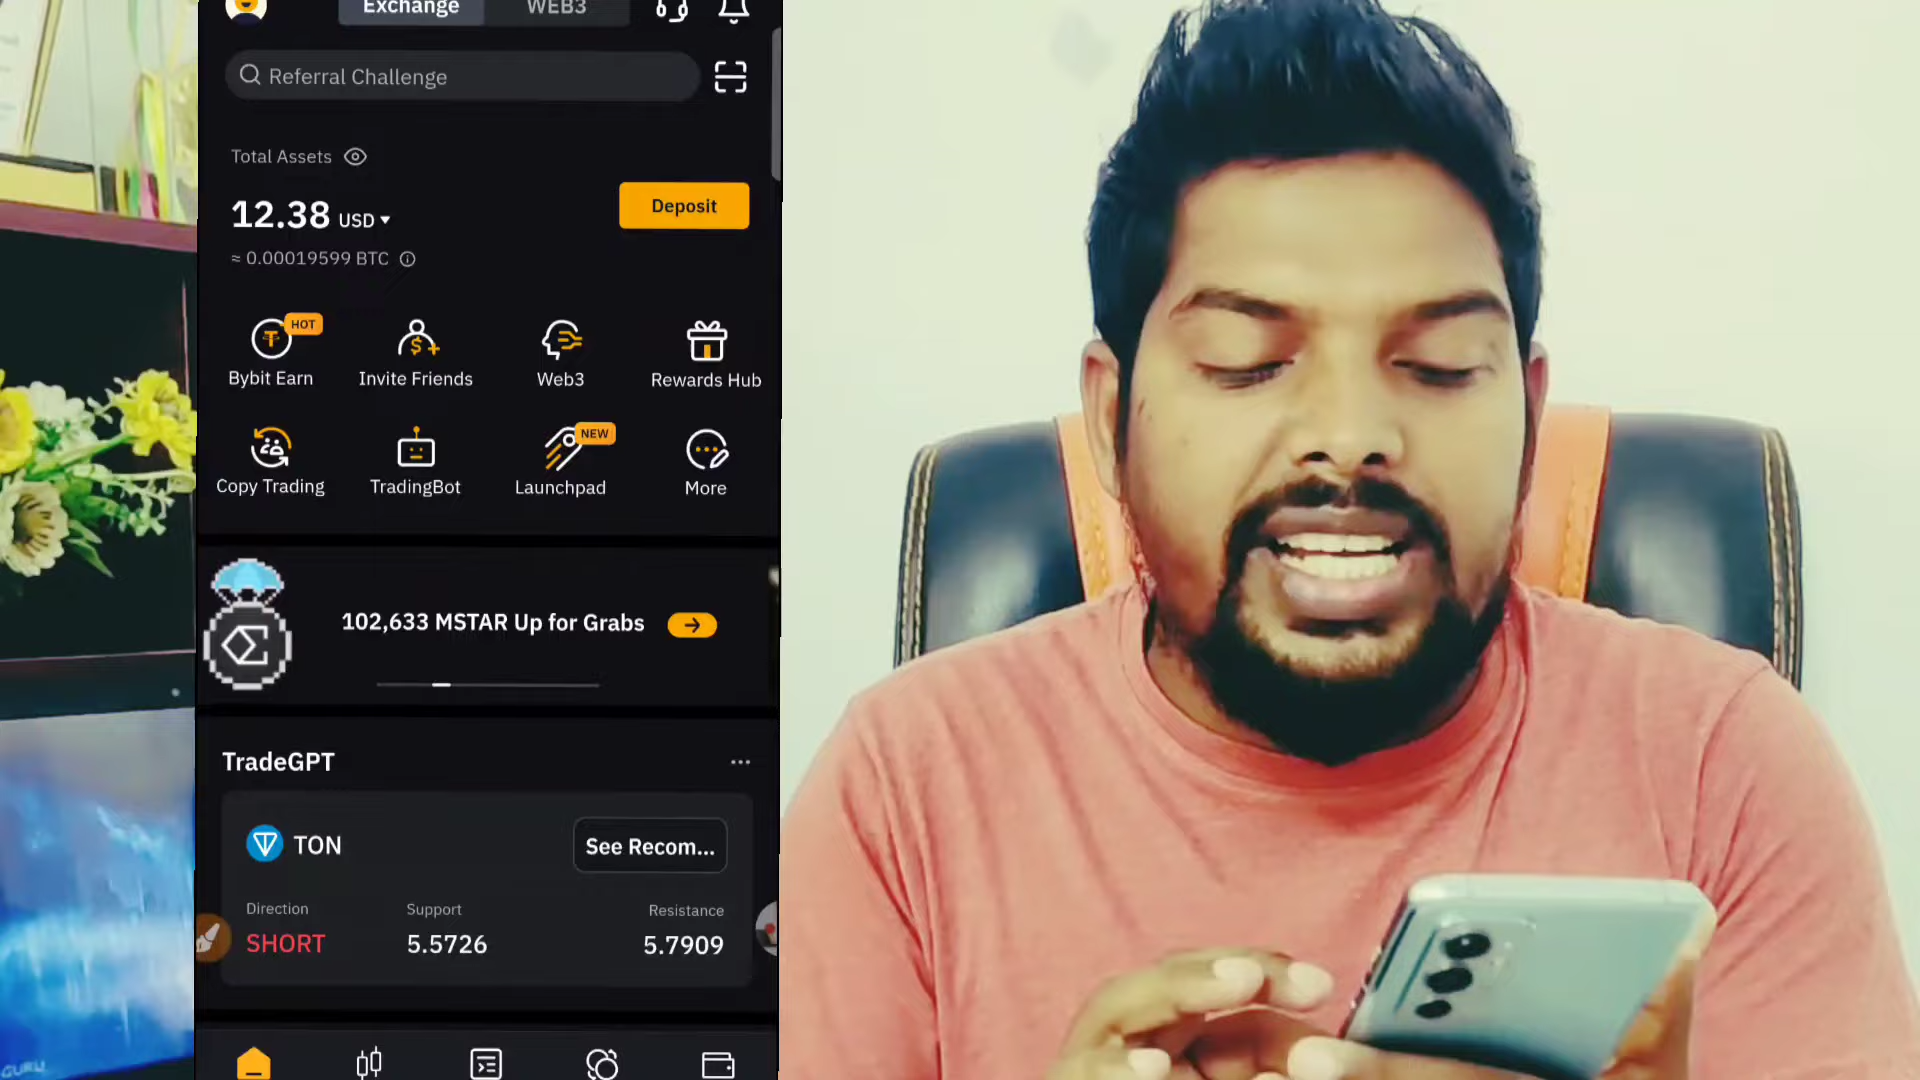 Exchange WEB3
Referral Challenge
Total Assets
12.38 USD
Deposit
≈ 0.00019599 BTC
HOT
Bybit Earn Invite Friends Web3 Rewards Hub
NEW
Copy Trading TradingBot Launchpad More
102,633 MSTAR Up for Grabs
TradeGPT
TON See Recom...
Direction Support Resistance
SHORT 5.5726 5.7909
GURU